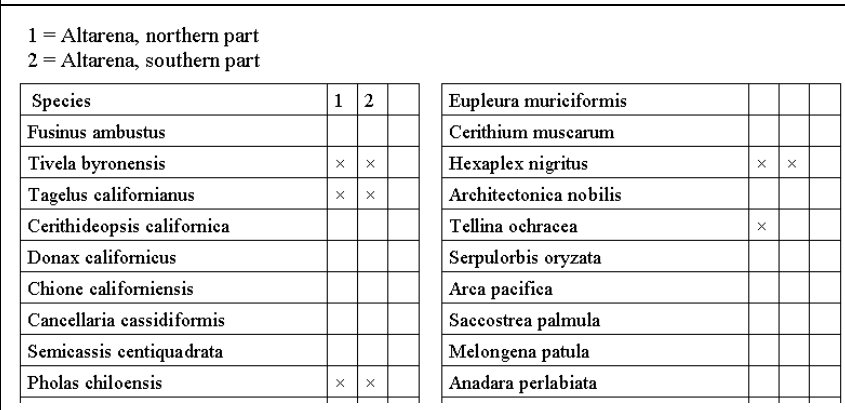 1 = Altarena, northern part
2 = Altarena, southern part
Species 1 2
Fusinus ambustus
Tivela byronensis × ×
Tagelus californianus × ×
Cerithideopsis californica
Donax californicus
Chione californiensis
Cancellaria cassidiformis
Semicassis centiquadrata
Pholas chiloensis × ×
Eupleura muriciformis
Cerithium muscarum
Hexaplex nigritus × ×
Architectonica nobilis
Tellina ochracea ×
Serpulorbis oryzata
Arca pacifica
Saccostrea palmula
Melongena patula
Anadara perlabiata